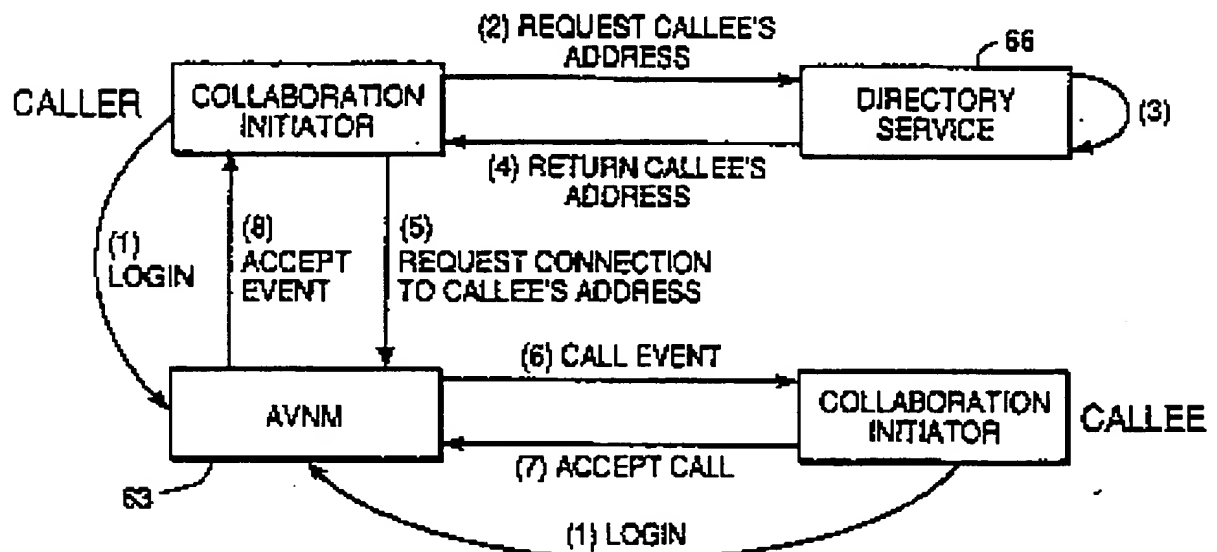 (2) REQUEST CALLEE'S
ADDRESS
66
CALLER
COLLABORATION
INITIATOR
DIRECTORY
SERVICE
(3)
(4) RETURN CALLEE'S
ADDRESS
(1)
LOGIN
(8)
ACCEPT
EVENT
(5)
REQUEST CONNECTION
TO CALLEE'S ADDRESS
(6) CALL EVENT
AVNM
COLLABORATION
INITIATOR
CALLEE
(7) ACCEPT CALL
63
(1) LOGIN